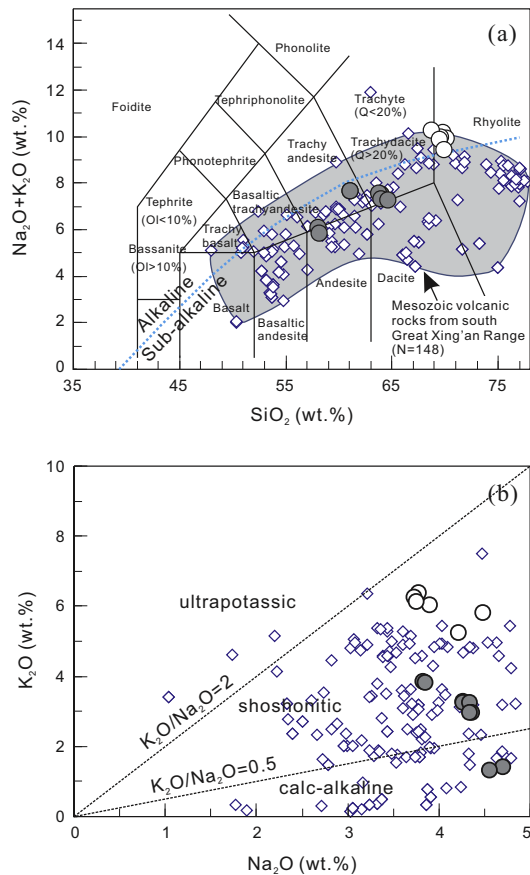 (a)
14
12
10
8
6
4
2
0
Na₂O+K₂O (wt.%)
Phonolite
Foidite
Tephriphonolite
Trachyte
(Q<20%)
Rhyolite
Trachydacite
(Q>20%)
Trachy
andesite
Phonotephrite
Tephrite
(Ol<10%)
Basaltic
trachyandesite
Trachy
basalt
Bassanite
(Ol>10%)
Alkaline
Sub-alkaline
Basalt
Basaltic
andesite
Andesite
Dacite
Mesozoic volcanic
rocks from south
Great Xing'an Range
(N=148)
35 45 55 65 75
SiO₂ (wt.%)
(b)
10
8
6
4
2
0
K₂O (wt.%)
ultrapotassic
K₂O/Na₂O=2
shoshonitic
K₂O/Na₂O=0.5
calc-alkaline
0 1 2 3 4 5
Na₂O (wt.%)